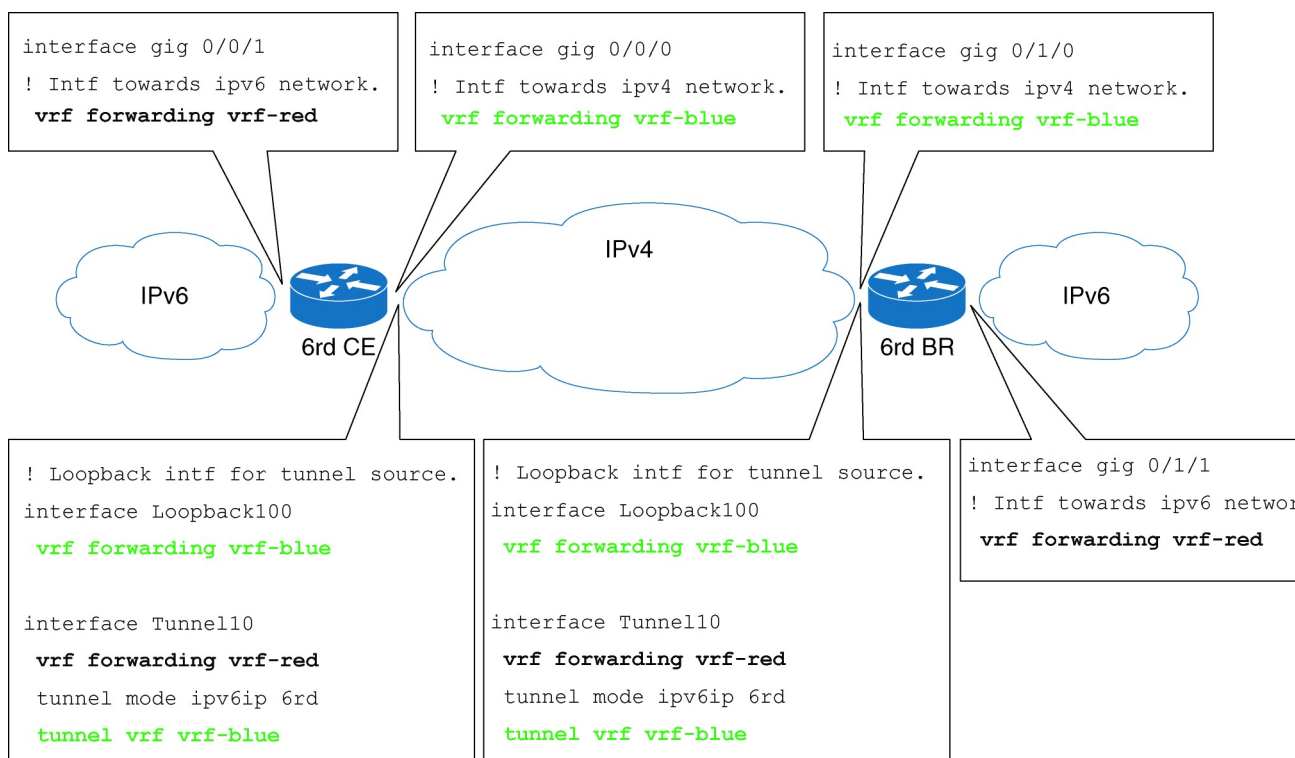 interface gig 0/0/1
! Intf towards ipv6 network.
vrf forwarding vrf-red
interface gig 0/0/0
! Intf towards ipv4 network.
vrf forwarding vrf-blue
interface gig 0/1/0
! Intf towards ipv4 network.
vrf forwarding vrf-blue
IPv6
6rd CE
IPv4
6rd BR
IPv6
! Loopback intf for tunnel source.
interface Loopback100
vrf forwarding vrf-blue
interface Tunnel10
vrf forwarding vrf-red
tunnel mode ipv6ip 6rd
tunnel vrf vrf-blue
! Loopback intf for tunnel source.
interface Loopback100
vrf forwarding vrf-blue
interface Tunnel10
vrf forwarding vrf-red
tunnel mode ipv6ip 6rd
tunnel vrf vrf-blue
interface gig 0/1/1
! Intf towards ipv6 networ
vrf forwarding vrf-red